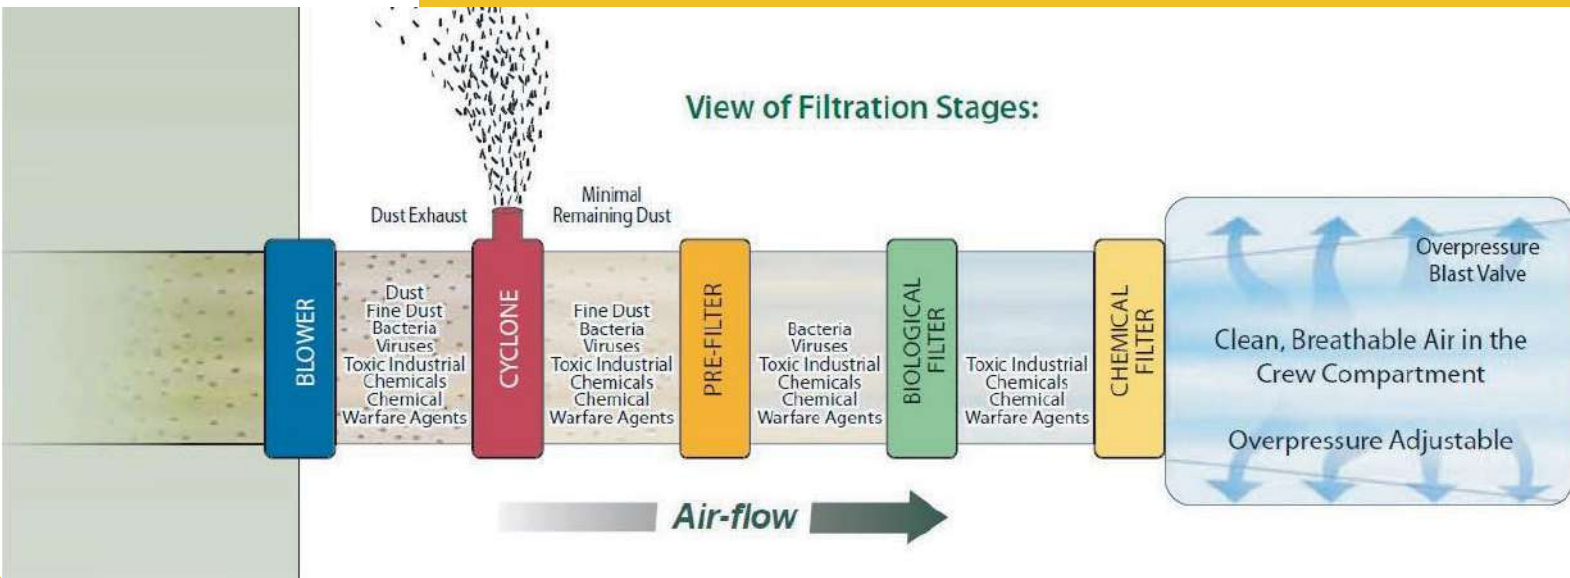 View of Filtration Stages:
Dust Exhaust
Minimal
Remaining Dust
BLOWER
Dust
Fine Dust
Bacteria
Viruses
Toxic Industrial
Chemicals
Chemical
Warfare Agents
CYCLONE
Fine Dust
Bacteria
Viruses
Toxic Industrial
Chemicals
Chemical
Warfare Agents
PRE-FILTER
Bacteria
Viruses
Toxic Industrial
Chemicals
Chemical
Warfare Agents
BIOLOGICAL
FILTER
Toxic Industrial
Chemicals
Chemical
Warfare Agents
CHEMICAL
FILTER
Overpressure
Blast Valve
Clean, Breathable Air in the
Crew Compartment
Overpressure Adjustable
Air-flow